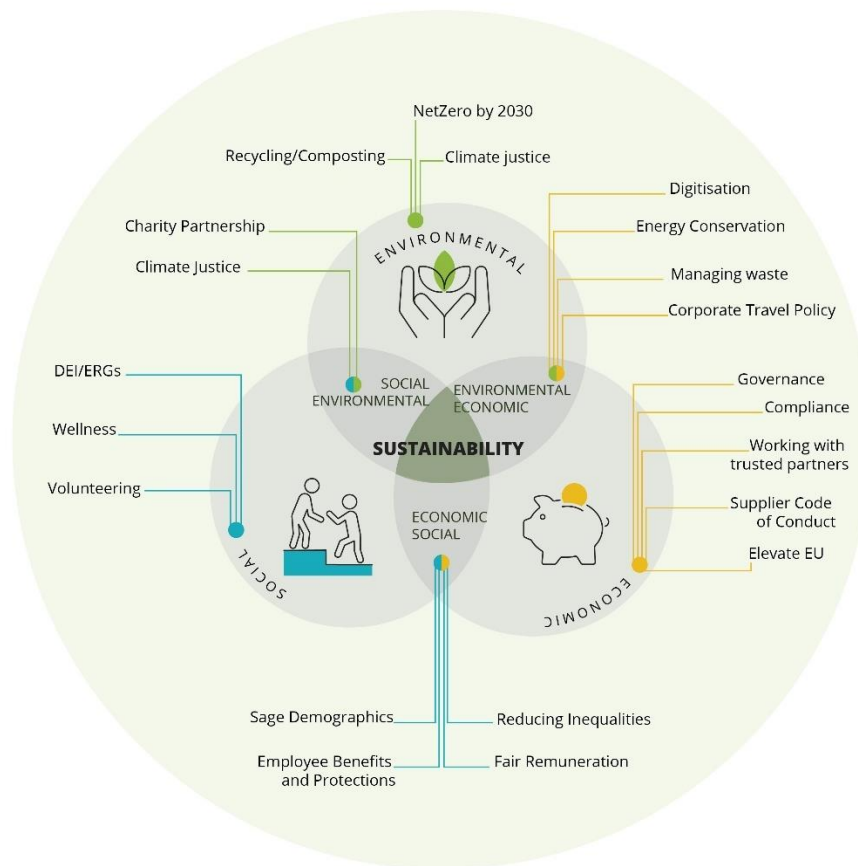 NetZero by 2030
Recycling/Composting
Climate justice
Digitisation
Charity Partnership
Energy Conservation
ENVIRONMENTAL
Climate Justice
Managing waste
Corporate Travel Policy
DEI/ERGs
Governance
SOCIAL
ENVIRONMENTAL
ENVIRONMENTAL
ECONOMIC
Compliance
Wellness
SUSTAINABILITY
Working with
trusted partners
Volunteering
Supplier Code
of Conduct
ECONOMIC
SOCIAL
Elevate EU
SOCIAL
ECONOMIC
Sage Demographics
Reducing Inequalities
Employee Benefits
and Protections
Fair Remuneration